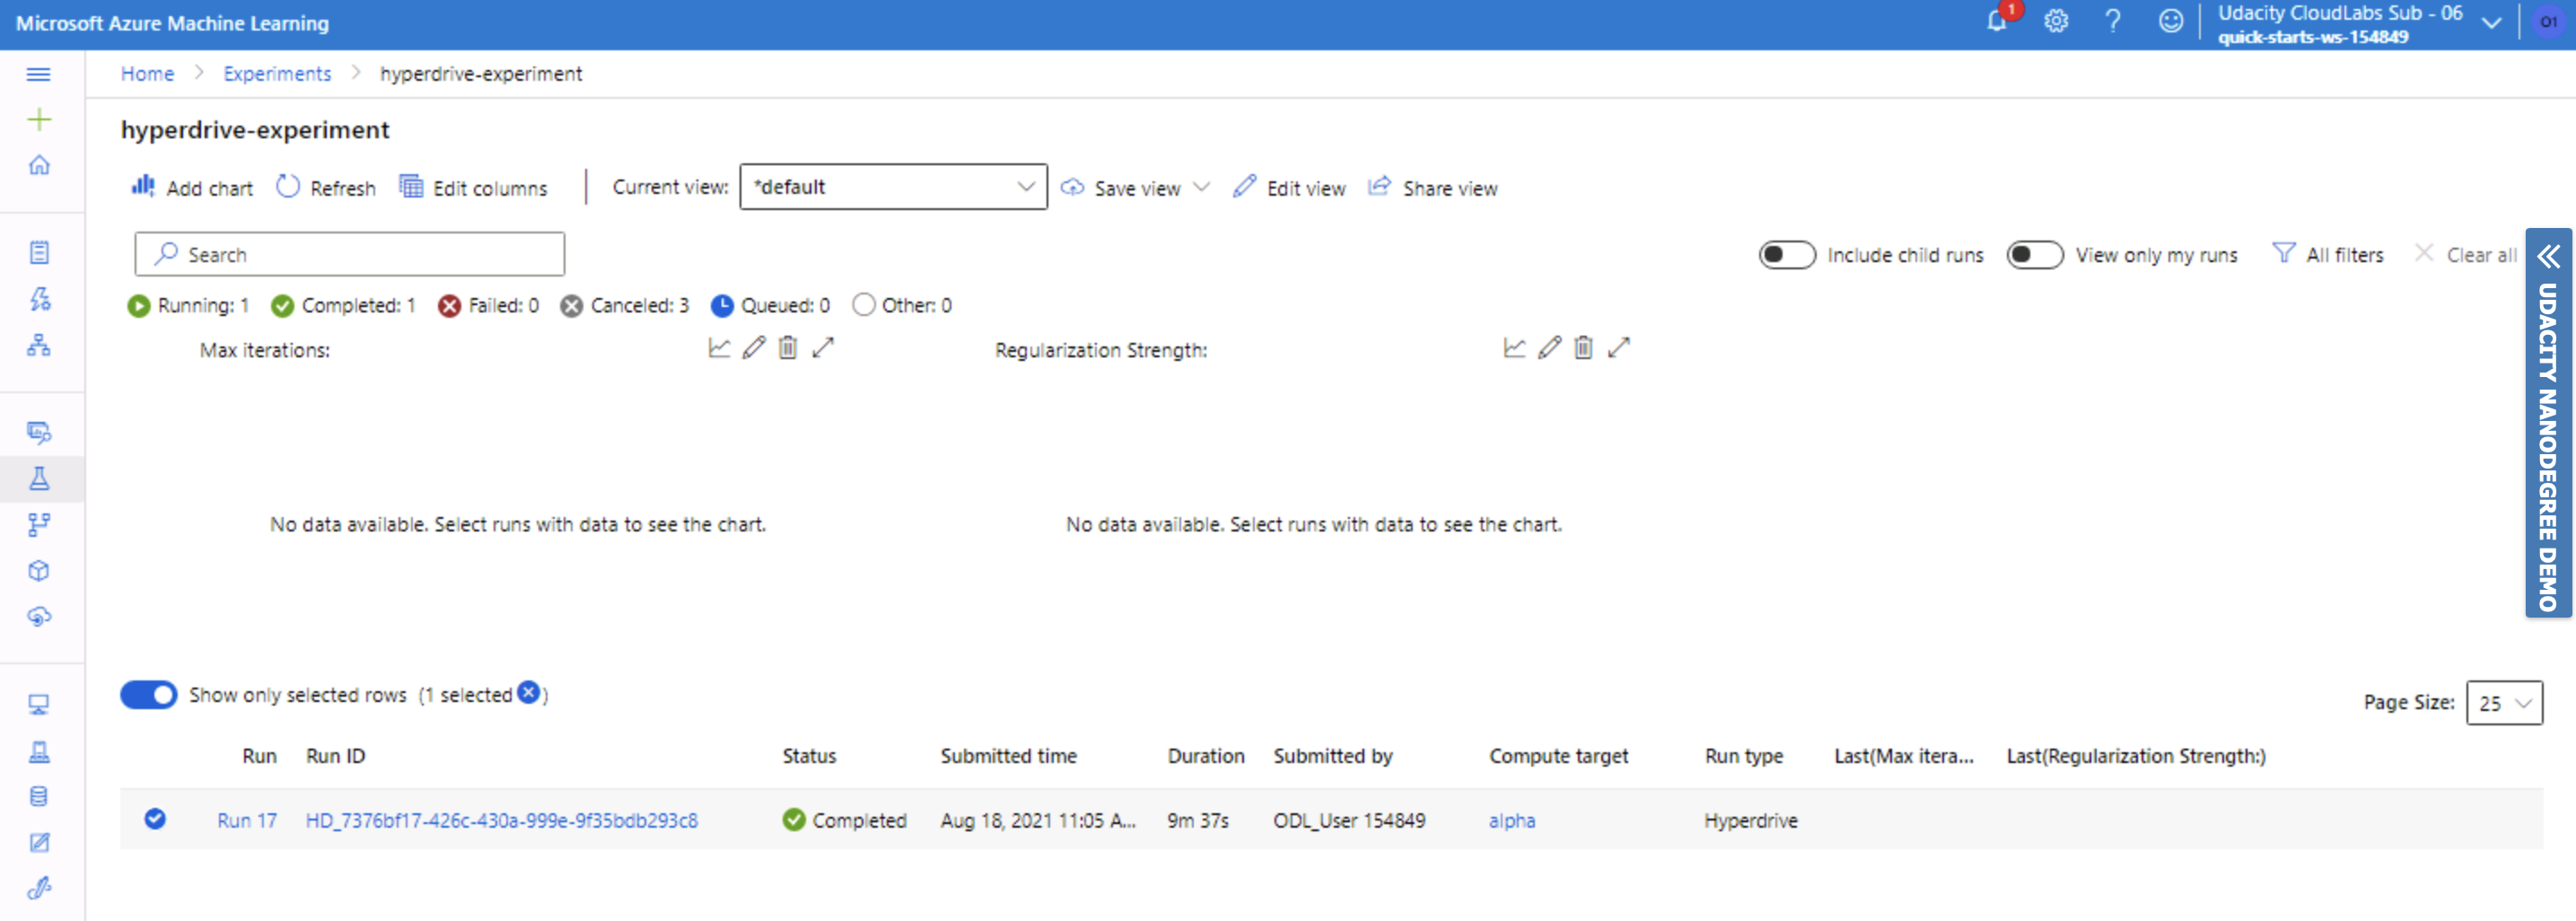 Microsoft Azure Machine Learning
1
Udacity CloudLabs Sub - 06
quick-starts-ws-154849
O1
Home > Experiments > hyperdrive-experiment
hyperdrive-experiment
Add chart Refresh Edit columns Current view: *default Save view Edit view Share view
Search Include child runs View only my runs All filters Clear all
Running: 1 Completed: 1 Failed: 0 Canceled: 3 Queued: 0 Other: 0
Max iterations: Regularization Strength:
No data available. Select runs with data to see the chart. No data available. Select runs with data to see the chart.
UDACITY NANODEGREE DEMO
Show only selected rows (1 selected )
Page Size: 25
Run Run ID Status Submitted time Duration Submitted by Compute target Run type Last(Max itera... Last(Regularization Strength:)
Run 17 HD_7376bf17-426c-430a-999e-9f35bdb293c8 Completed Aug 18, 2021 11:05 A... 9m 37s ODL_User 154849 alpha Hyperdrive